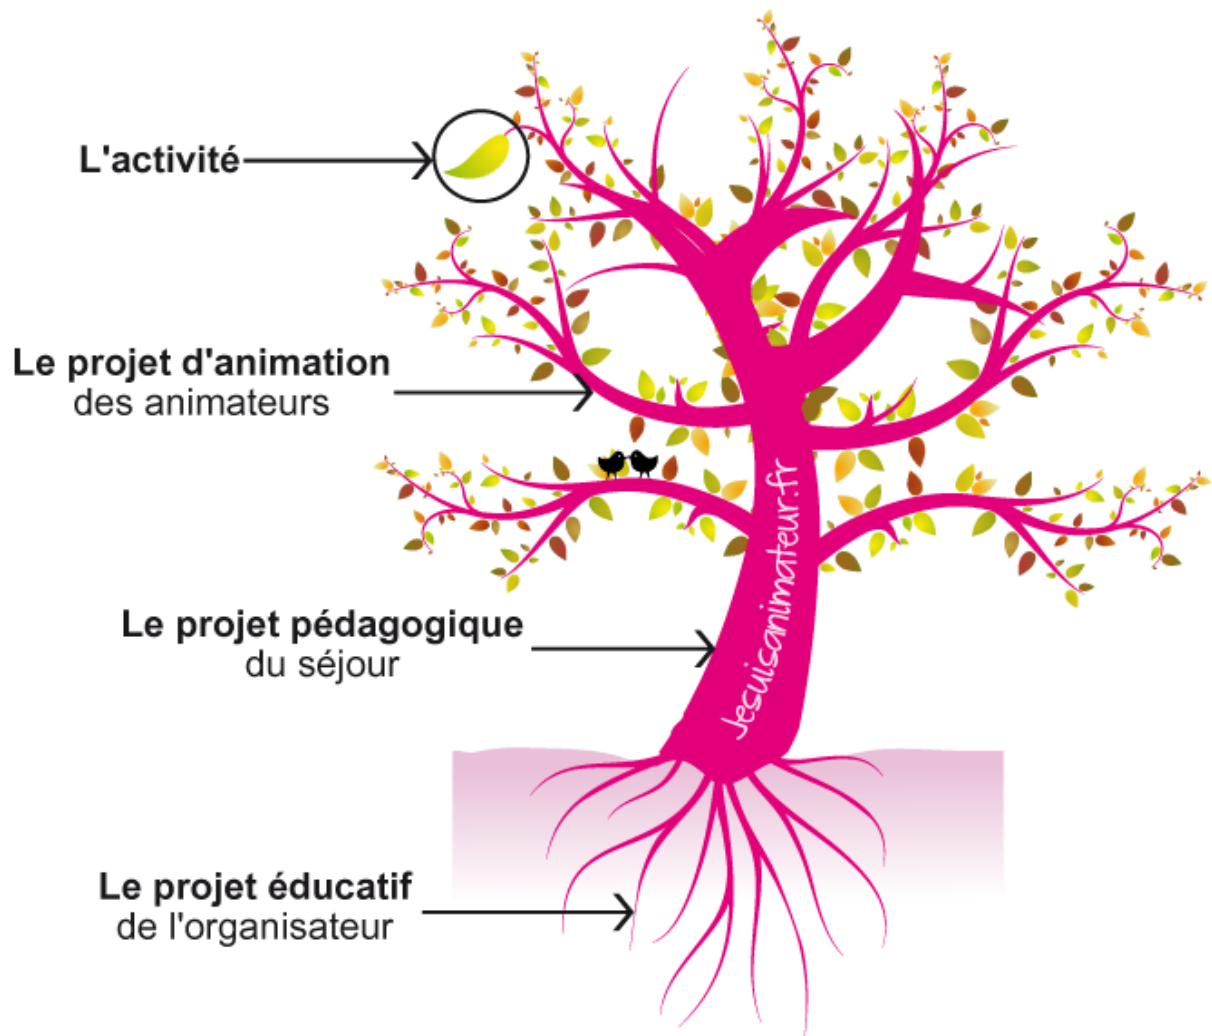 L'activité
Le projet d'animation
des animateurs
Jesuisanimateur.fr
Le projet pédagogique
du séjour
Le projet éducatif
de l'organisateur